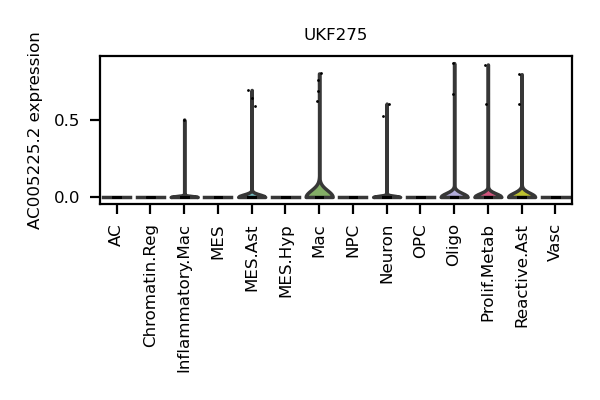 UKF275
AC005225.2 expression
0.5
0.0
AC
Chromatin.Reg
Inflammatory.Mac
MES
MES.Ast
MES.Hyp
Mac
NPC
Neuron
OPC
Oligo
Prolif.Metab
Reactive.Ast
Vasc